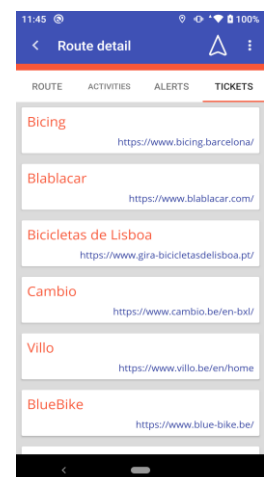 11:45 100%
Route detail
ROUTE ACTIVITIES ALERTS TICKETS
Bicing
https://www.bicing.barcelona/
Blablacar
https://www.blablacar.com/
Bicicletas de Lisboa
https://www.gira-bicicletasdelisboa.pt/
Cambio
https://www.cambio.be/en-bxl/
Villo
https://www.villo.be/en/home
BlueBike
https://www.blue-bike.be/